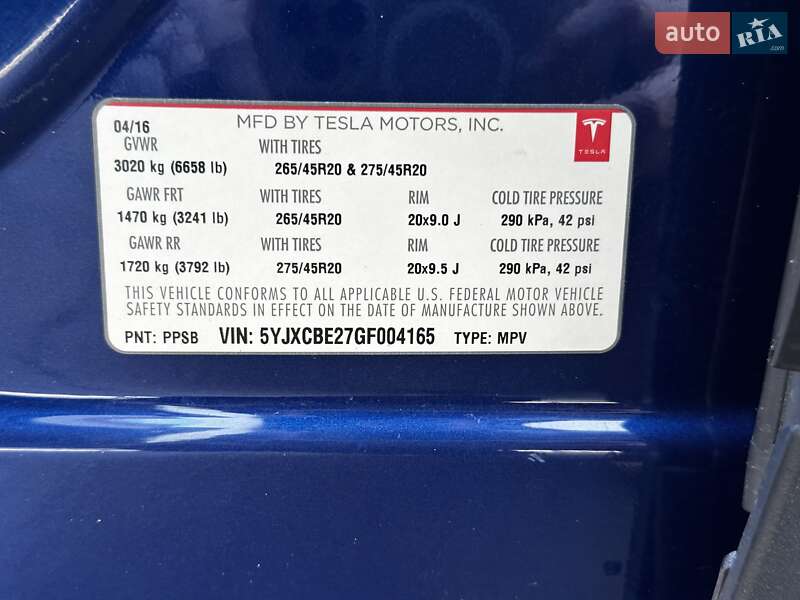 auto RIA .com
04/16 MFD BY TESLA MOTORS, INC.
GVWR WITH TIRES
3020 kg (6658 lb) 265/45R20 & 275/45R20
TESLA
GAWR FRT WITH TIRES RIM COLD TIRE PRESSURE
1470 kg (3241 lb) 265/45R20 20x9.0 J 290 kPa, 42 psi
GAWR RR WITH TIRES RIM COLD TIRE PRESSURE
1720 kg (3792 lb) 275/45R20 20x9.5 J 290 kPa, 42 psi
THIS VEHICLE CONFORMS TO ALL APPLICABLE U.S. FEDERAL MOTOR VEHICLE
SAFETY STANDARDS IN EFFECT ON THE DATE OF MANUFACTURE SHOWN ABOVE.
PNT: PPSB VIN: 5YJXCBE27GF004165 TYPE: MPV